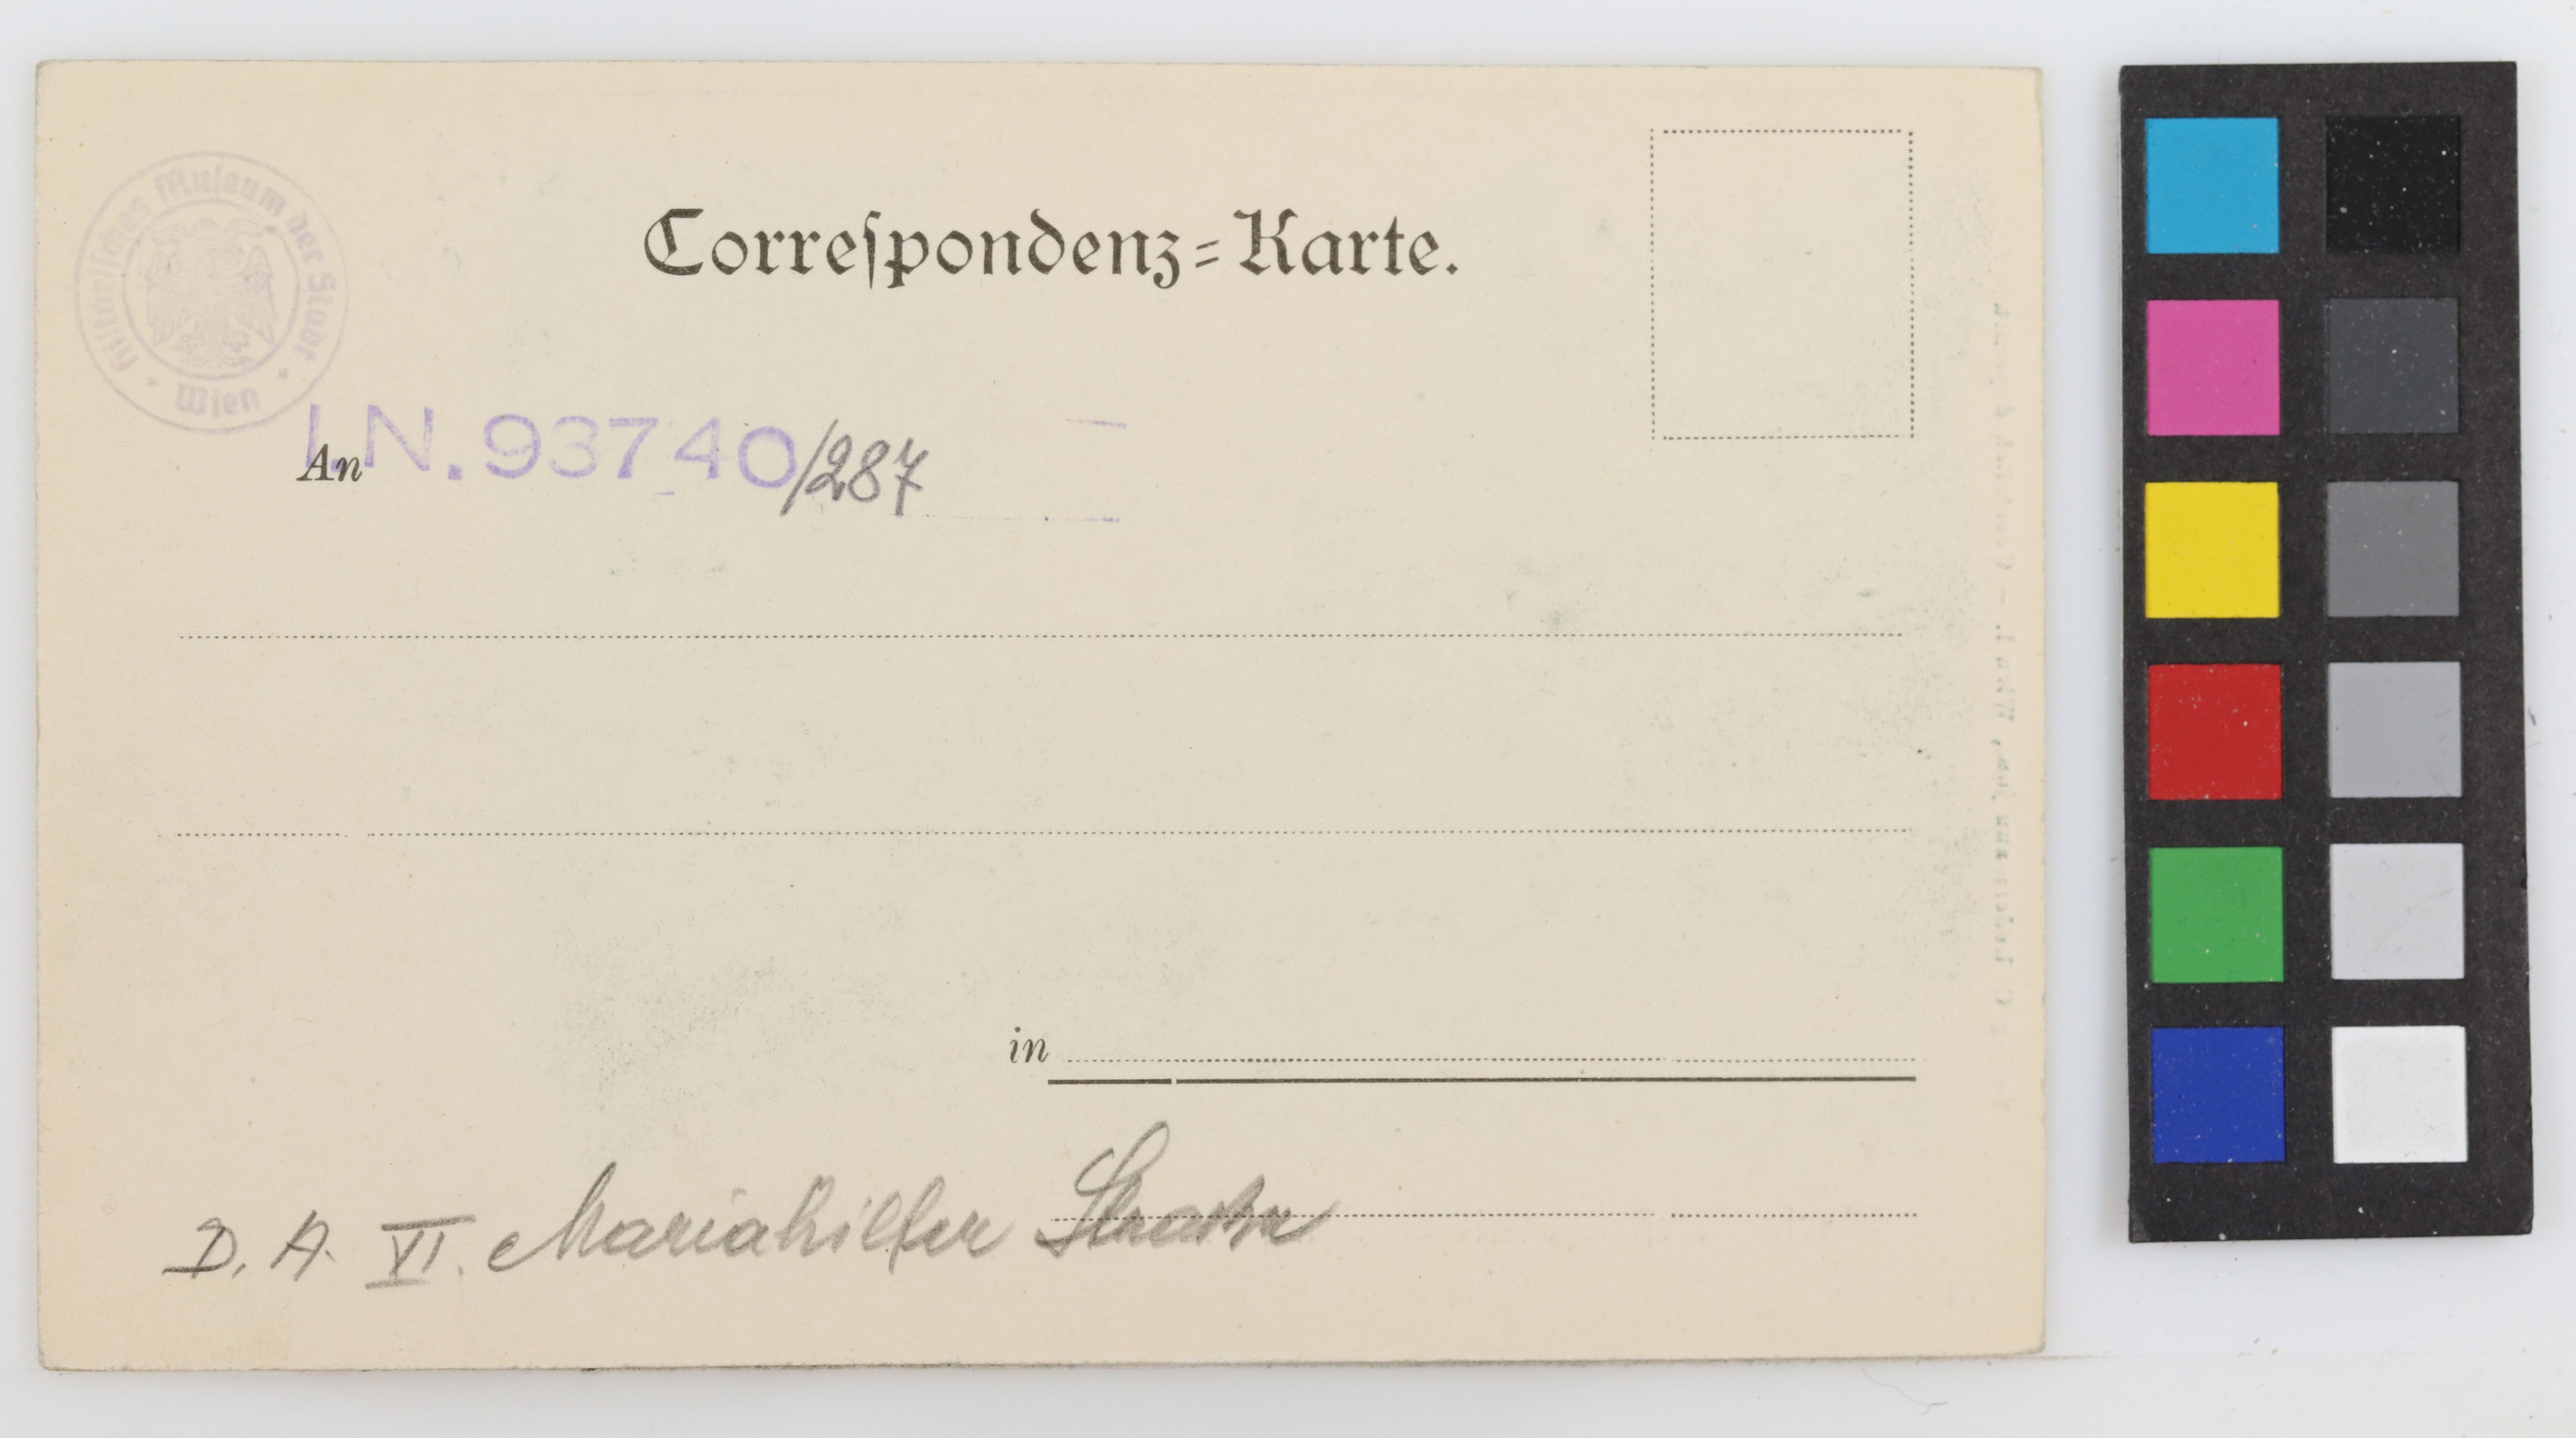 Historisches Museum der Stadt
* Wien *
Correſpondenz=Karte.
I.N. 93740/287
An
in
D. A. VI. Mariahilfer Strasse